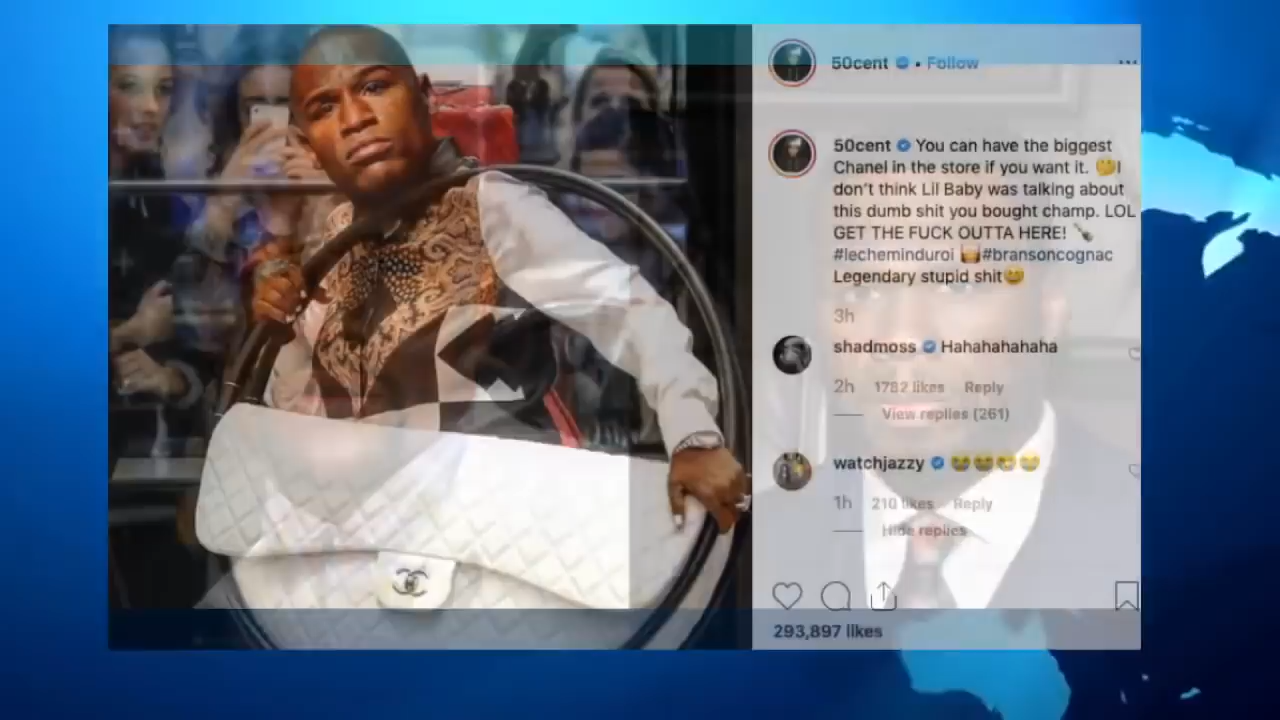 50cent • Follow
50cent You can have the biggest
Chanel in the store if you want it. 🤔I
don't think Lil Baby was talking about
this dumb shit you bought champ. LOL
GET THE FUCK OUTTA HERE! 🍾
#lecheminduroi 🥃#bransoncognac
Legendary stupid shit😆
3h
shadmoss Hahahahahaha
2h 1782 likes Reply
View replies (261)
watchjazzy 😂😂😂😂
1h 210 likes Reply
Hide replies
293,897 likes